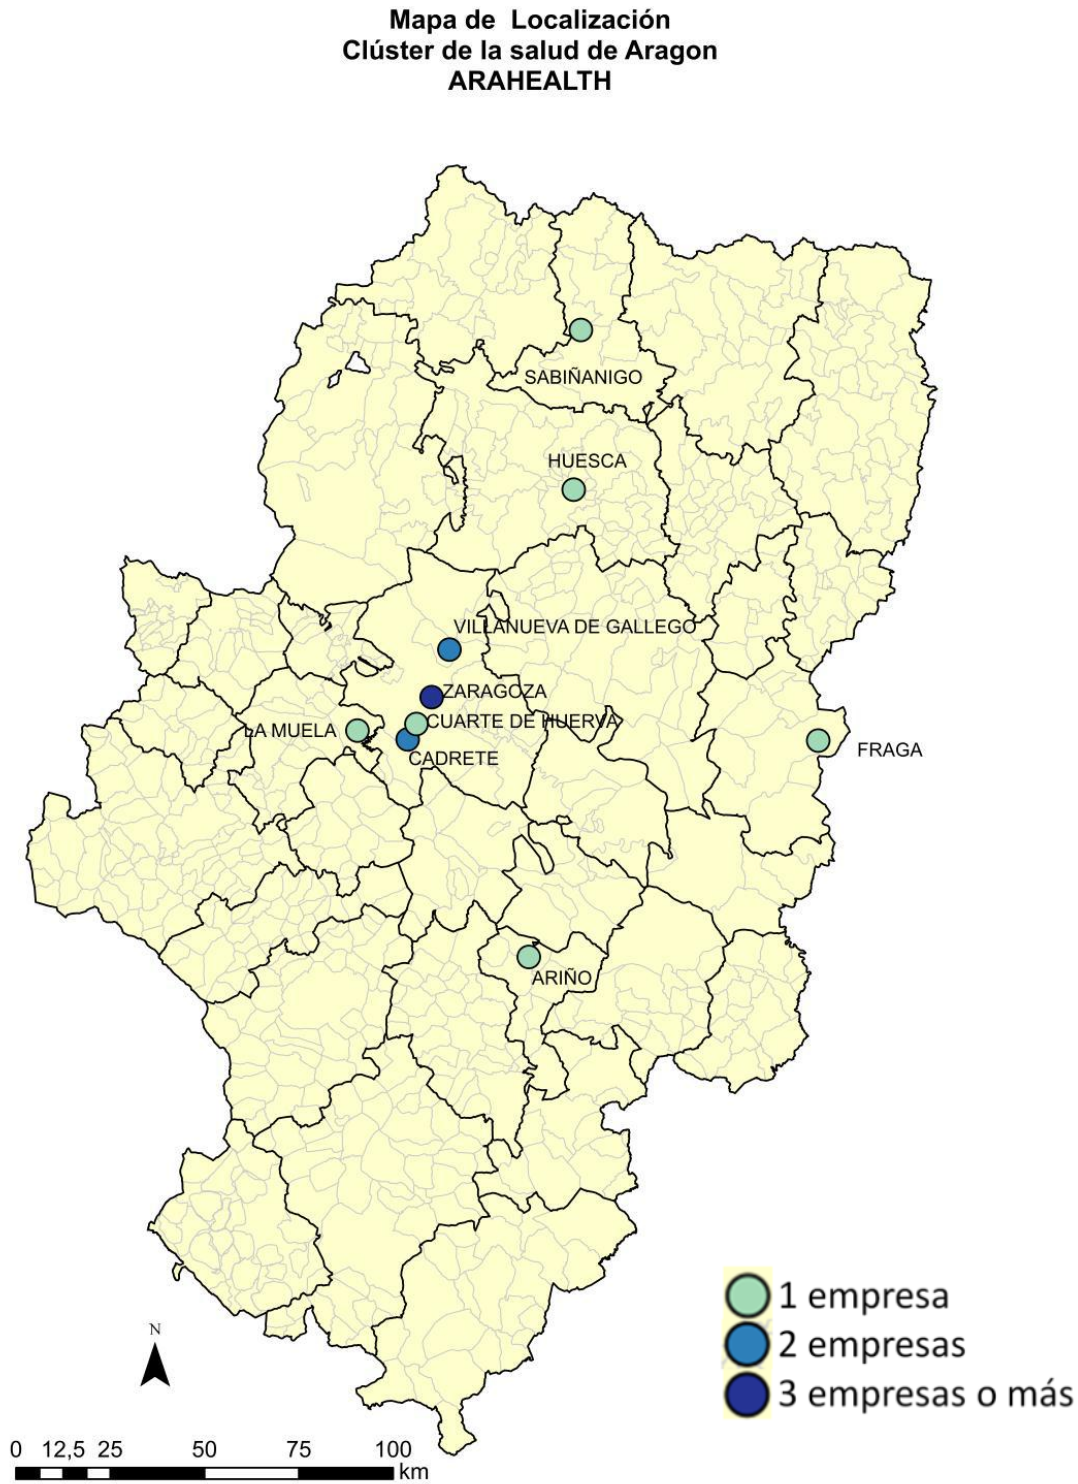 Mapa de Localización
Clúster de la salud de Aragon
ARAHEALTH
SABIÑANIGO
HUESCA
VILLANUEVA DE GALLEGO
ZARAGOZA
CUARTE DE HUERVA
LA MUELA
CADRETE
FRAGA
ARIÑO
1 empresa
2 empresas
3 empresas o más
N
0 12,5 25 50 75 100
km